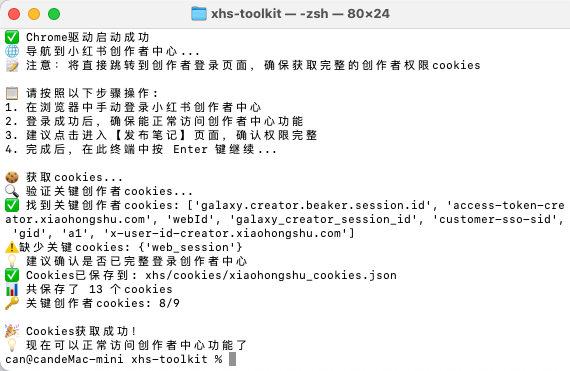 xhs-toolkit — -zsh — 80×24
✅ Chrome驱动启动成功
🌐 导航到小红书创作者中心...
📝 注意：将直接跳转到创作者登录页面，确保获取完整的创作者权限cookies
📋 请按照以下步骤操作：
1. 在浏览器中手动登录小红书创作者中心
2. 登录成功后，确保能正常访问创作者中心功能
3. 建议点击进入【发布笔记】页面，确认权限完整
4. 完成后，在此终端中按 Enter 键继续...
🍪 获取cookies...
🔍 验证关键创作者cookies...
✅ 找到关键创作者cookies: ['galaxy.creator.beaker.session.id', 'access-token-cre
ator.xiaohongshu.com', 'webId', 'galaxy_creator_session_id', 'customer-sso-sid',
'gid', 'a1', 'x-user-id-creator.xiaohongshu.com']
⚠️缺少关键cookies: {'web_session'}
💡 建议确认是否已完整登录创作者中心
✅ Cookies已保存到: xhs/cookies/xiaohongshu_cookies.json
📊 共保存了 13 个cookies
🔑 关键创作者cookies: 8/9
🎉 Cookies获取成功！
💡 现在可以正常访问创作者中心功能了
can@candeMac-mini xhs-toolkit %